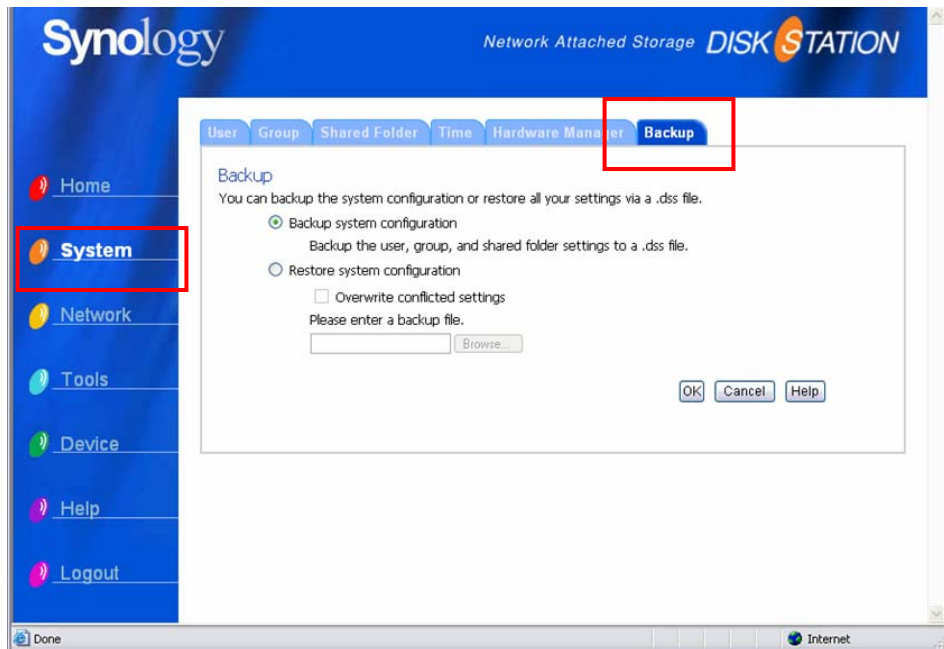 Synology
Network Attached Storage DISK STATION
User Group Shared Folder Time Hardware Manager Backup
Backup
You can backup the system configuration or restore all your settings via a .dss file.
Backup system configuration
Backup the user, group, and shared folder settings to a .dss file.
Restore system configuration
Overwrite conflicted settings
Please enter a backup file.
Browse...
OK Cancel Help
Home
System
Network
Tools
Device
Help
Logout
Done
Internet